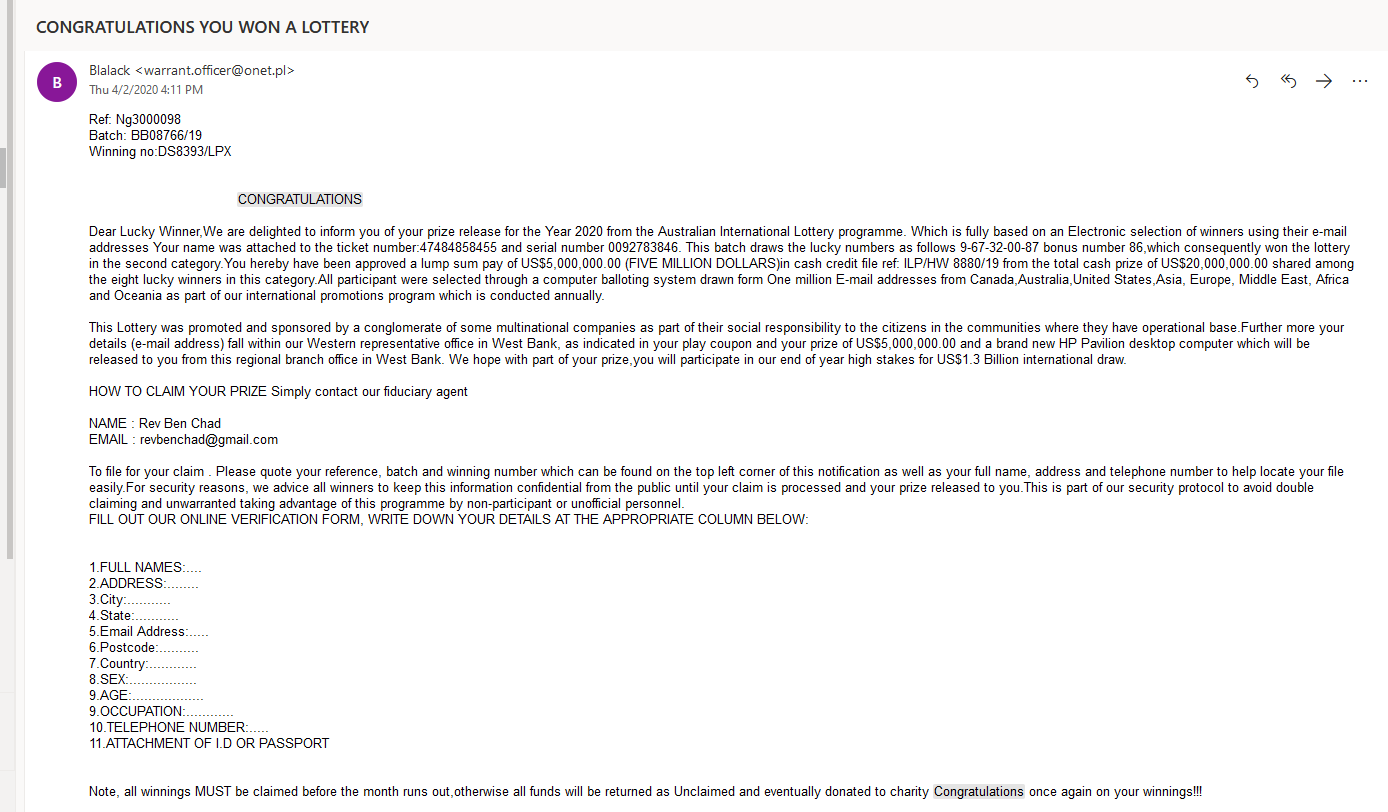 CONGRATULATIONS YOU WON A LOTTERY
B
Blalack <warrant.officer@onet.pl>
Thu 4/2/2020 4:11 PM
Ref: Ng3000098
Batch: BB08766/19
Winning no:DS8393/LPX
CONGRATULATIONS
Dear Lucky Winner,We are delighted to inform you of your prize release for the Year 2020 from the Australian International Lottery programme. Which is fully based on an Electronic selection of winners using their e-mail
addresses Your name was attached to the ticket number:47484858455 and serial number 0092783846. This batch draws the lucky numbers as follows 9-67-32-00-87 bonus number 86,which consequently won the lottery
in the second category.You hereby have been approved a lump sum pay of US$5,000,000.00 (FIVE MILLION DOLLARS)in cash credit file ref: ILP/HW 8880/19 from the total cash prize of US$20,000,000.00 shared among
the eight lucky winners in this category.All participant were selected through a computer balloting system drawn form One million E-mail addresses from Canada,Australia,United States,Asia, Europe, Middle East, Africa
and Oceania as part of our international promotions program which is conducted annually.
This Lottery was promoted and sponsored by a conglomerate of some multinational companies as part of their social responsibility to the citizens in the communities where they have operational base.Further more your
details (e-mail address) fall within our Western representative office in West Bank, as indicated in your play coupon and your prize of US$5,000,000.00 and a brand new HP Pavilion desktop computer which will be
released to you from this regional branch office in West Bank. We hope with part of your prize,you will participate in our end of year high stakes for US$1.3 Billion international draw.
HOW TO CLAIM YOUR PRIZE Simply contact our fiduciary agent
NAME : Rev Ben Chad
EMAIL : revbenchad@gmail.com
To file for your claim . Please quote your reference, batch and winning number which can be found on the top left corner of this notification as well as your full name, address and telephone number to help locate your file
easily.For security reasons, we advice all winners to keep this information confidential from the public until your claim is processed and your prize released to you.This is part of our security protocol to avoid double
claiming and unwarranted taking advantage of this programme by non-participant or unofficial personnel.
FILL OUT OUR ONLINE VERIFICATION FORM, WRITE DOWN YOUR DETAILS AT THE APPROPRIATE COLUMN BELOW:
1.FULL NAMES:....
2.ADDRESS:........
3.City:...........
4.State:...........
5.Email Address:.....
6.Postcode:..........
7.Country:............
8.SEX:.................
9.AGE:..................
9.OCCUPATION:............
10.TELEPHONE NUMBER:.....
11.ATTACHMENT OF I.D OR PASSPORT
Note, all winnings MUST be claimed before the month runs out,otherwise all funds will be returned as Unclaimed and eventually donated to charity Congratulations once again on your winnings!!!